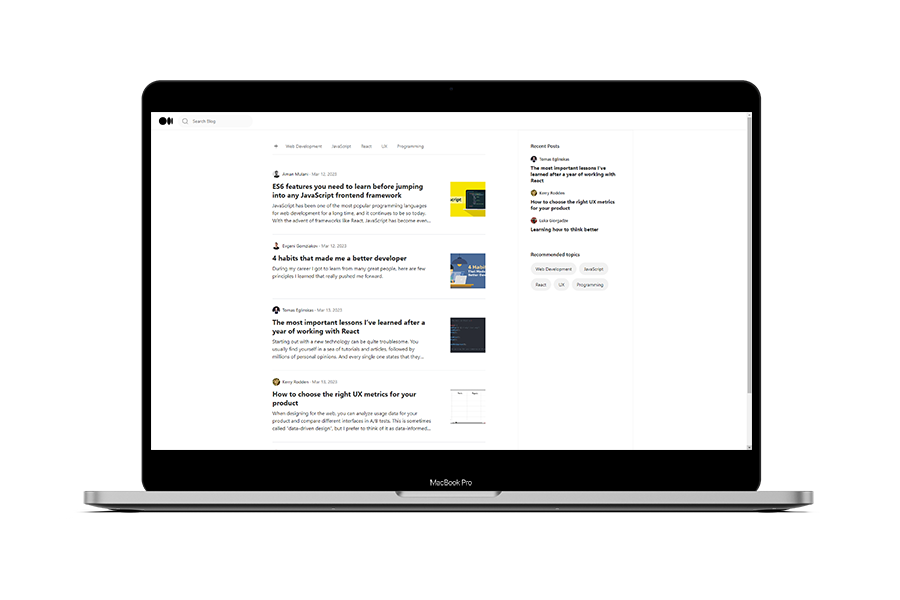 Search Blog
+ Web Development JavaScript React UX Programming
Aman Mulani · Mar 12, 2023
ES6 features you need to learn before jumping
into any JavaScript frontend framework
JavaScript has been one of the most popular programming languages
for web development for a long time, and it continues to be so today.
With the advent of frameworks like React. JavaScript has become even...
Evgeni Gomziakov · Mar 12, 2023
4 habits that made me a better developer
During my career I got to learn from many great people, here are few
principles I learned that really pushed me forward.
4 Habits
That Made
Tomas Eglinskas · Mar 13, 2023
The most important lessons I've learned after a
year of working with React
Starting out with a new technology can be quite troublesome. You
usually find yourself in a sea of tutorials and articles, followed by
millions of personal opinions. And every single one states that they...
Kerry Rodden · Mar 13, 2023
How to choose the right UX metrics for your
product
When designing for the web, you can analyze usage data for your
product and compare different interfaces in A/B tests. This is sometimes
called "data-driven design", but I prefer to think of it as data-informed...
Recent Posts
Tomas Eglinskas
The most important lessons I've
learned after a year of working with
React
Kerry Rodden
How to choose the right UX metrics
for your product
Luka Giorgadze
Learning how to think better
Recommended topics
Web Development JavaScript
React UX Programming
MacBook Pro